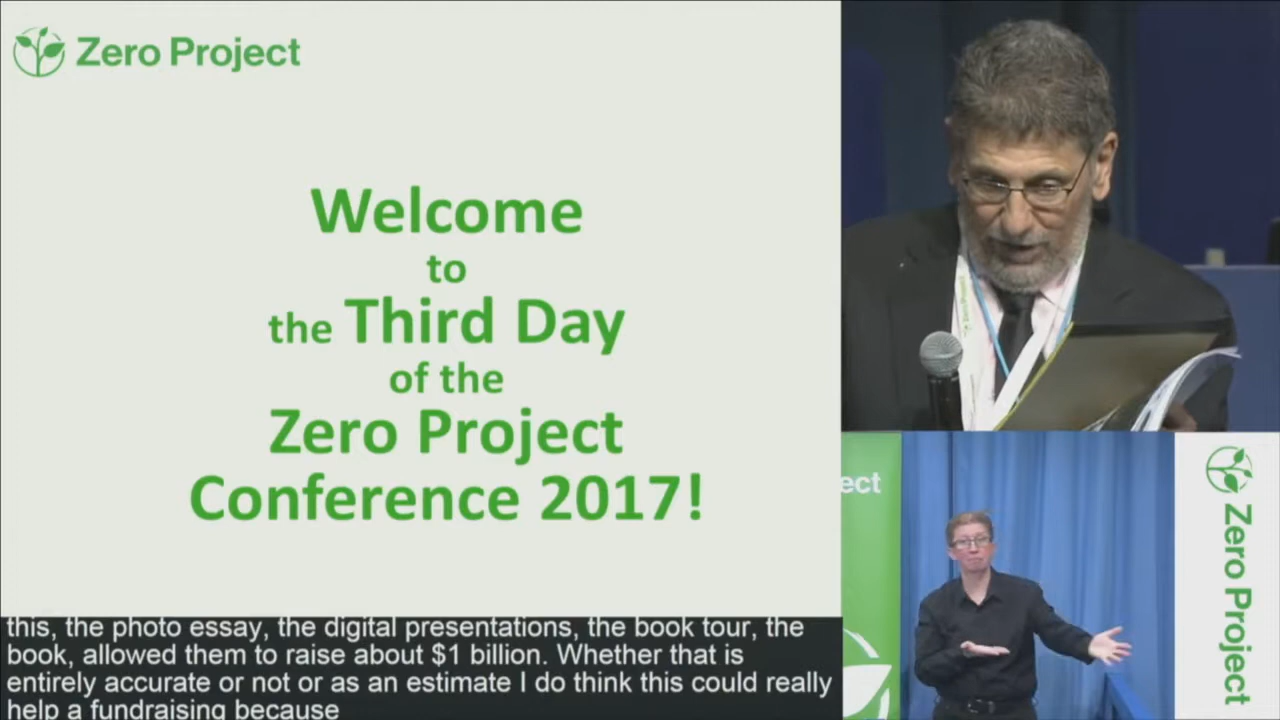 Zero Project
Welcome
to
the Third Day
of the
Zero Project
Conference 2017!
this, the photo essay, the digital presentations, the book tour, the
book, allowed them to raise about $1 billion. Whether that is
entirely accurate or not or as an estimate I do think this could really
help a fundraising because
ect
Zero Project